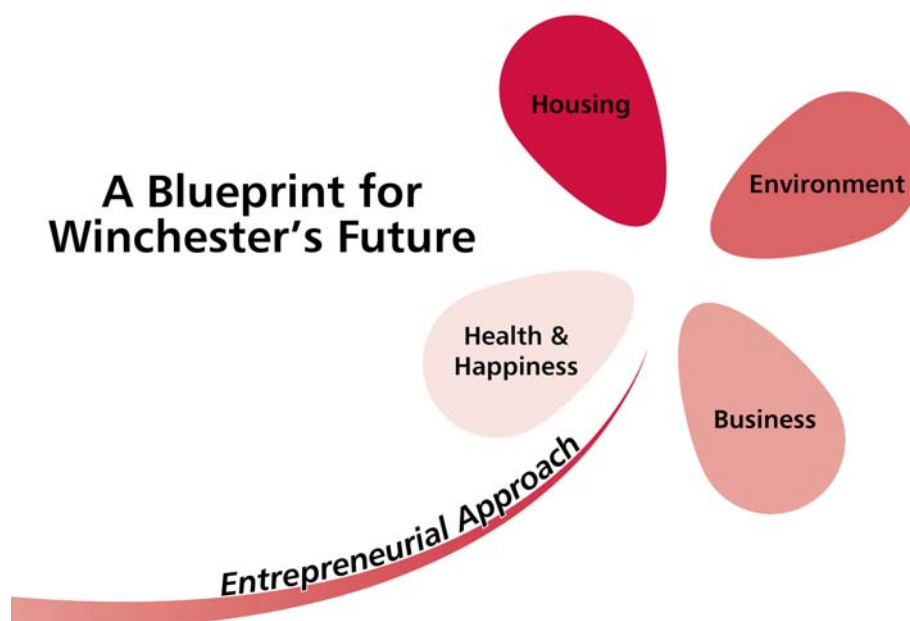 A Blueprint for
Winchester’s Future
Housing
Environment
Health &
Happiness
Business
Entrepreneurial Approach